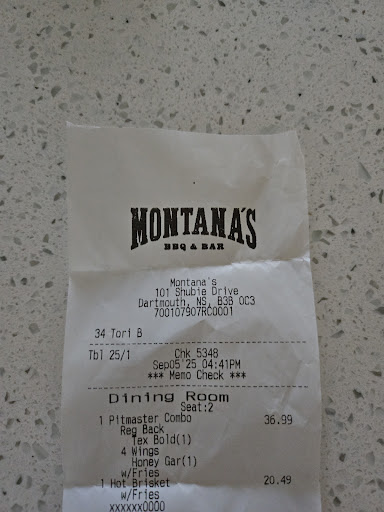 MONTANA'S
BBQ & BAR
Montana's
101 Shubie Drive
Dartmouth, NS, B3B 0C3
700107907RC0001
34 Tori B
Tbl 25/1 Chk 5348
Sep05'25 04:41PM
*** Memo Check ***
Dining Room
Seat:2
1 Pitmaster Combo 36.99
Reg Back
Tex Bold(1)
4 Wings
Honey Gar(1)
w/Fries
1 Hot Brisket 20.49
w/Fries
XXXXXX0000